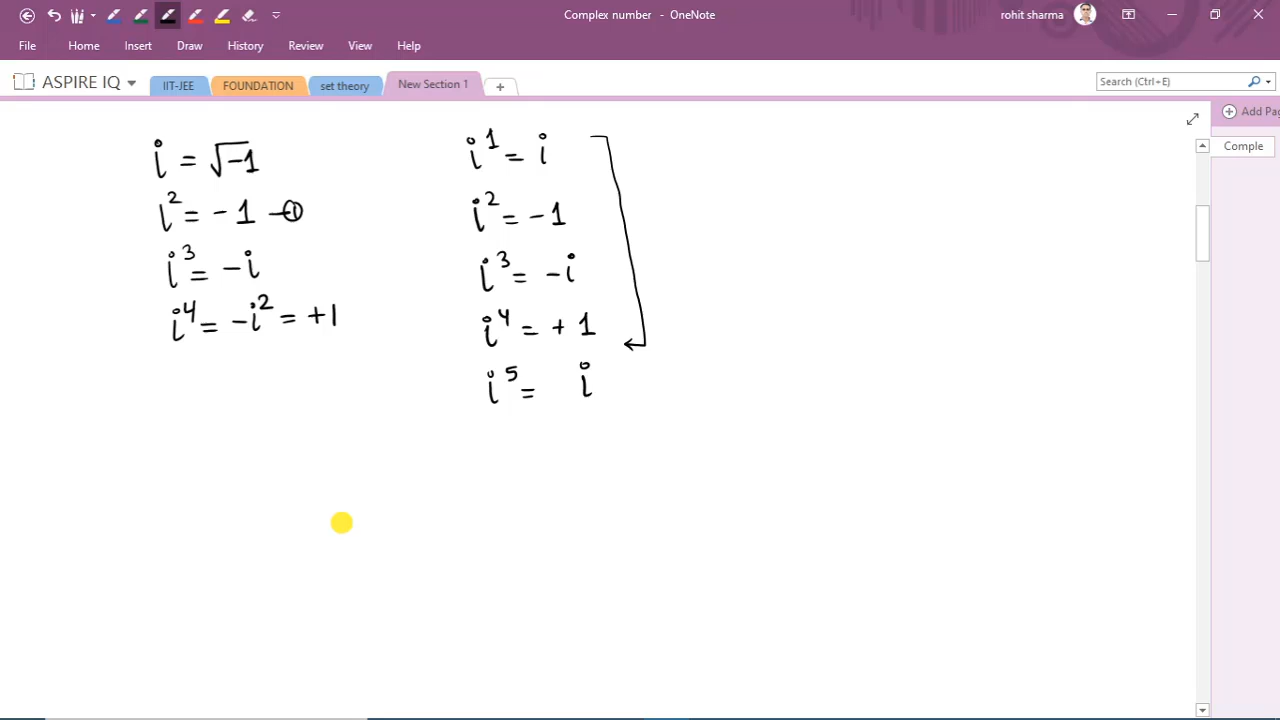 Complex number - OneNote
rohit sharma
File Home Insert Draw History Review View Help
ASPIRE IQ IIT-JEE FOUNDATION set theory New Section 1 +
Search (Ctrl+E)
Add Pag
Comple
i = √-1
i² = -1 -①
i³ = -i
i⁴ = -i² = +1
i¹ = i
i² = -1
i³ = -i
i⁴ = +1
i⁵ = i